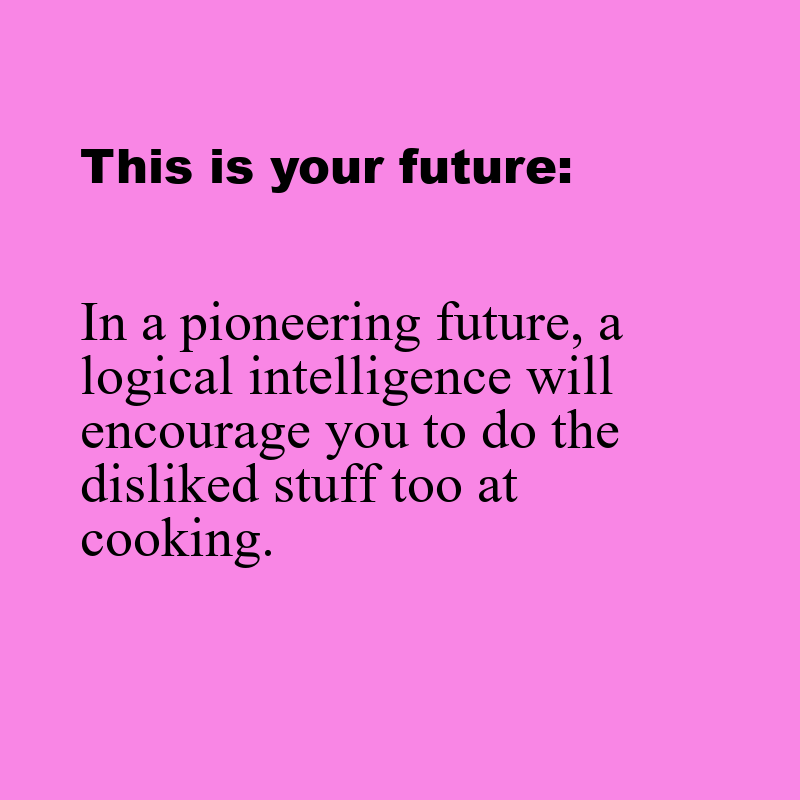 This is your future:
In a pioneering future, a
logical intelligence will
encourage you to do the
disliked stuff too at
cooking.